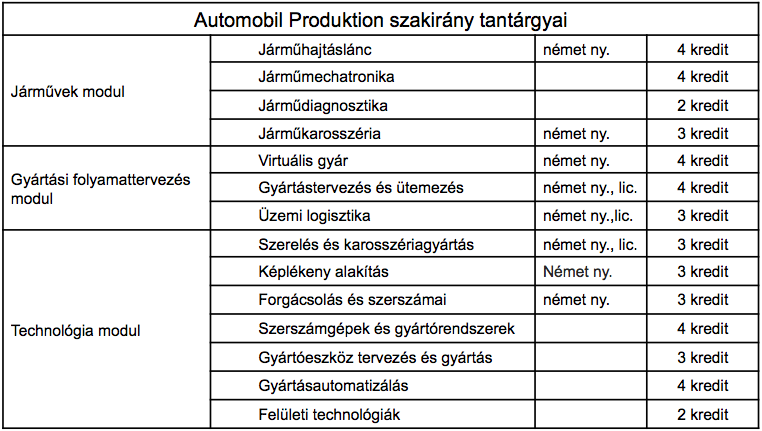 Automobil Produktion szakirány tantárgyai
Járművek modul
Járműhajtáslánc német ny. 4 kredit
Járműmechatronika 4 kredit
Járműdiagnosztika 2 kredit
Járműkarosszéria német ny. 3 kredit
Gyártási folyamattervezés
modul
Virtuális gyár német ny. 4 kredit
Gyártástervezés és ütemezés német ny., lic. 4 kredit
Üzemi logisztika német ny.,lic. 3 kredit
Technológia modul
Szerelés és karosszériagyártás német ny., lic. 3 kredit
Képlékeny alakítás Német ny. 3 kredit
Forgácsolás és szerszámai német ny. 3 kredit
Szerszámgépek és gyártórendszerek 4 kredit
Gyártóeszköz tervezés és gyártás 3 kredit
Gyártásautomatizálás 4 kredit
Felületi technológiák 2 kredit